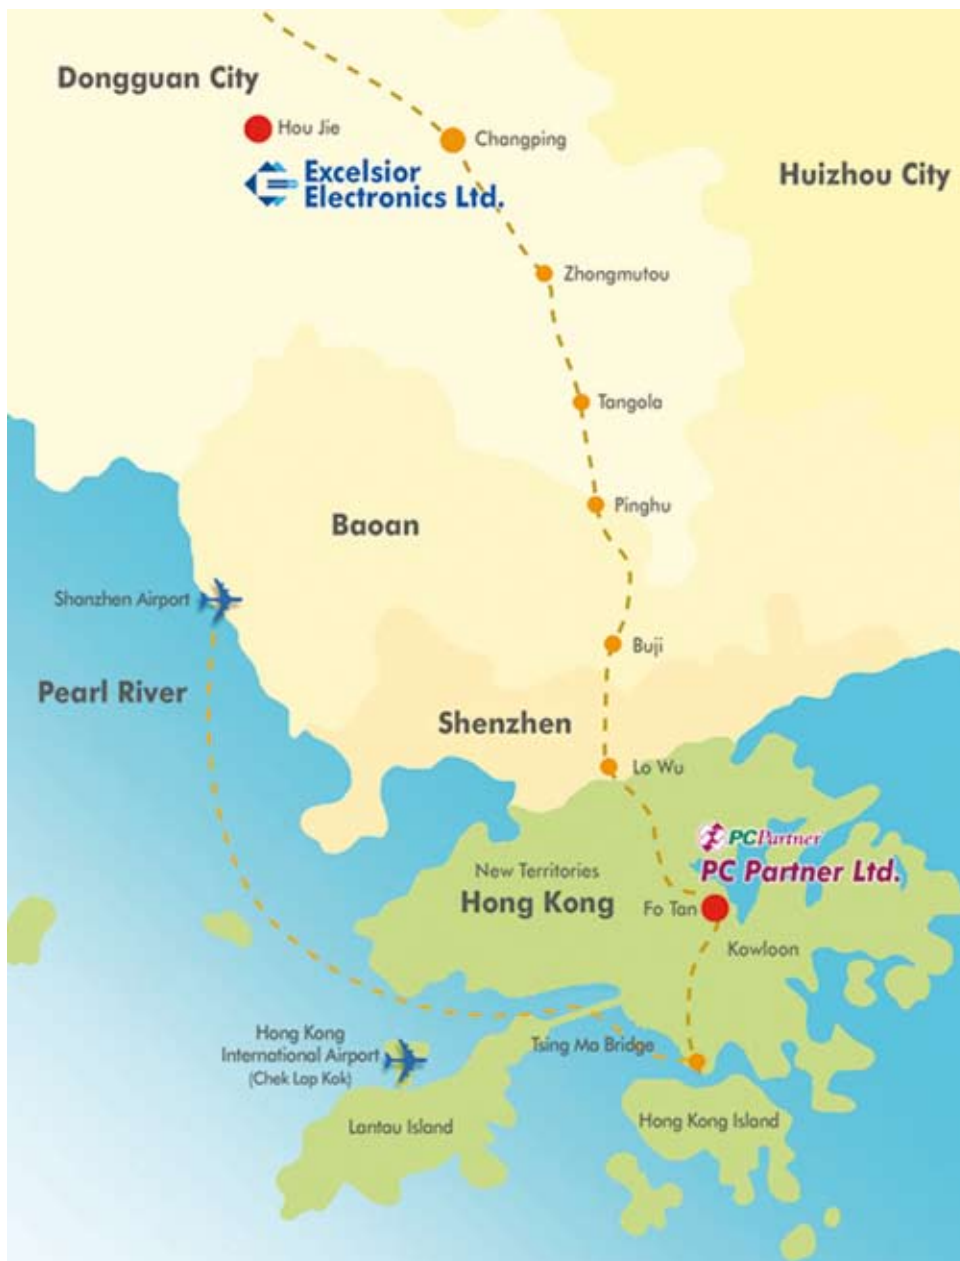 Dongguan City
Hou Jie
Changping
Excelsior
Electronics Ltd.
Huizhou City
Zhongmutou
Tangola
Pinghu
Baoan
Shanzhen Airport
Buji
Pearl River
Shenzhen
Lo Wu
PCPartner
PC Partner Ltd.
New Territories
Hong Kong
Fo Tan
Kowloon
Hong Kong
International Airport
(Chek Lap Kok)
Tsing Ma Bridge
Lantau Island
Hong Kong Island